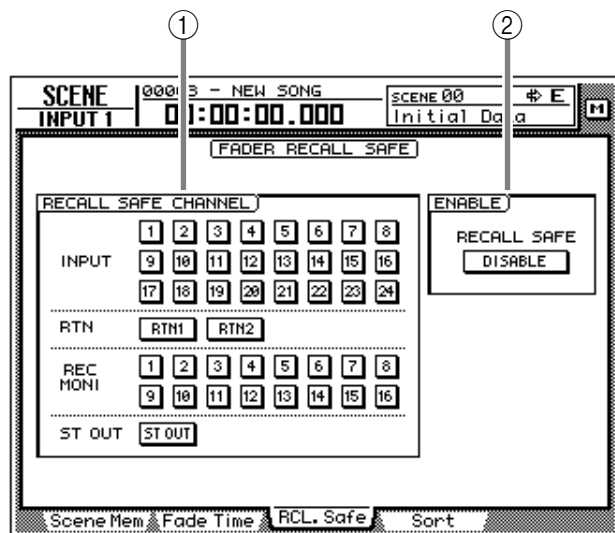 ① ②
SCENE 00003 - NEW SONG SCENE 00 E M
INPUT 1 00:00:00.000 Initial Data
FADER RECALL SAFE
RECALL SAFE CHANNEL ENABLE
1 2 3 4 5 6 7 8 RECALL SAFE
INPUT 9 10 11 12 13 14 15 16 DISABLE
17 18 19 20 21 22 23 24
RTN RTN1 RTN2
REC MONI 1 2 3 4 5 6 7 8
9 10 11 12 13 14 15 16
ST OUT ST OUT
Scene Mem Fade Time RCL. Safe Sort